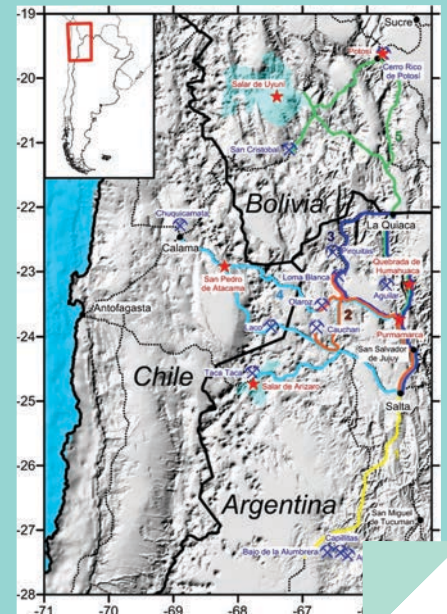 -19
Sucre
Potosí
Cerro Rico
de Potosí
-20
Salar de Uyuni
5
-21
San Cristobal
Bolivia
-22
Chuquicamata
La Quiaca
3
Pirquitas
Calama
Quebrada de
Humahuaca
-23
San Pedro
de Atacama
Loma Blanca
Aguilar
4
Olaroz
2
Purmamarca
Antofagasta
Laco
Cauchari
-24
San Salvador
de Jujuy
Chile
Taca Taca
Salar de Arizaro
-25
Salta
-26
Argentina
San Miguel
de Tucumán
-27
Capillitas
Bajo de la Alumbrera
A
-28
-71
-70
-69
-68
-67
-66